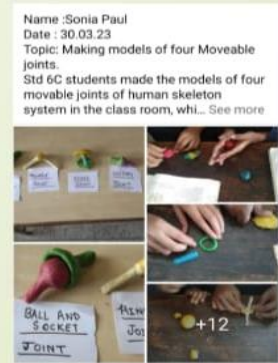 Name :Sonia Paul
Date : 30.03.23
Topic: Making models of four Moveable
joints.
Std 6C students made the models of four
movable joints of human skeleton
system in the class room, whi... See more
BALL AND
SOCKET
JOINT
+12